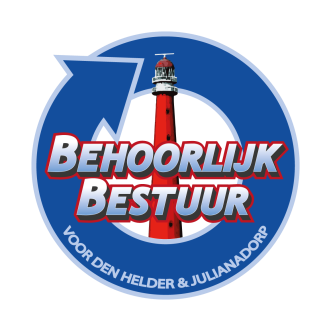 BEHOORLIJK
BESTUUR
VOOR DEN HELDER & JULIANADORP